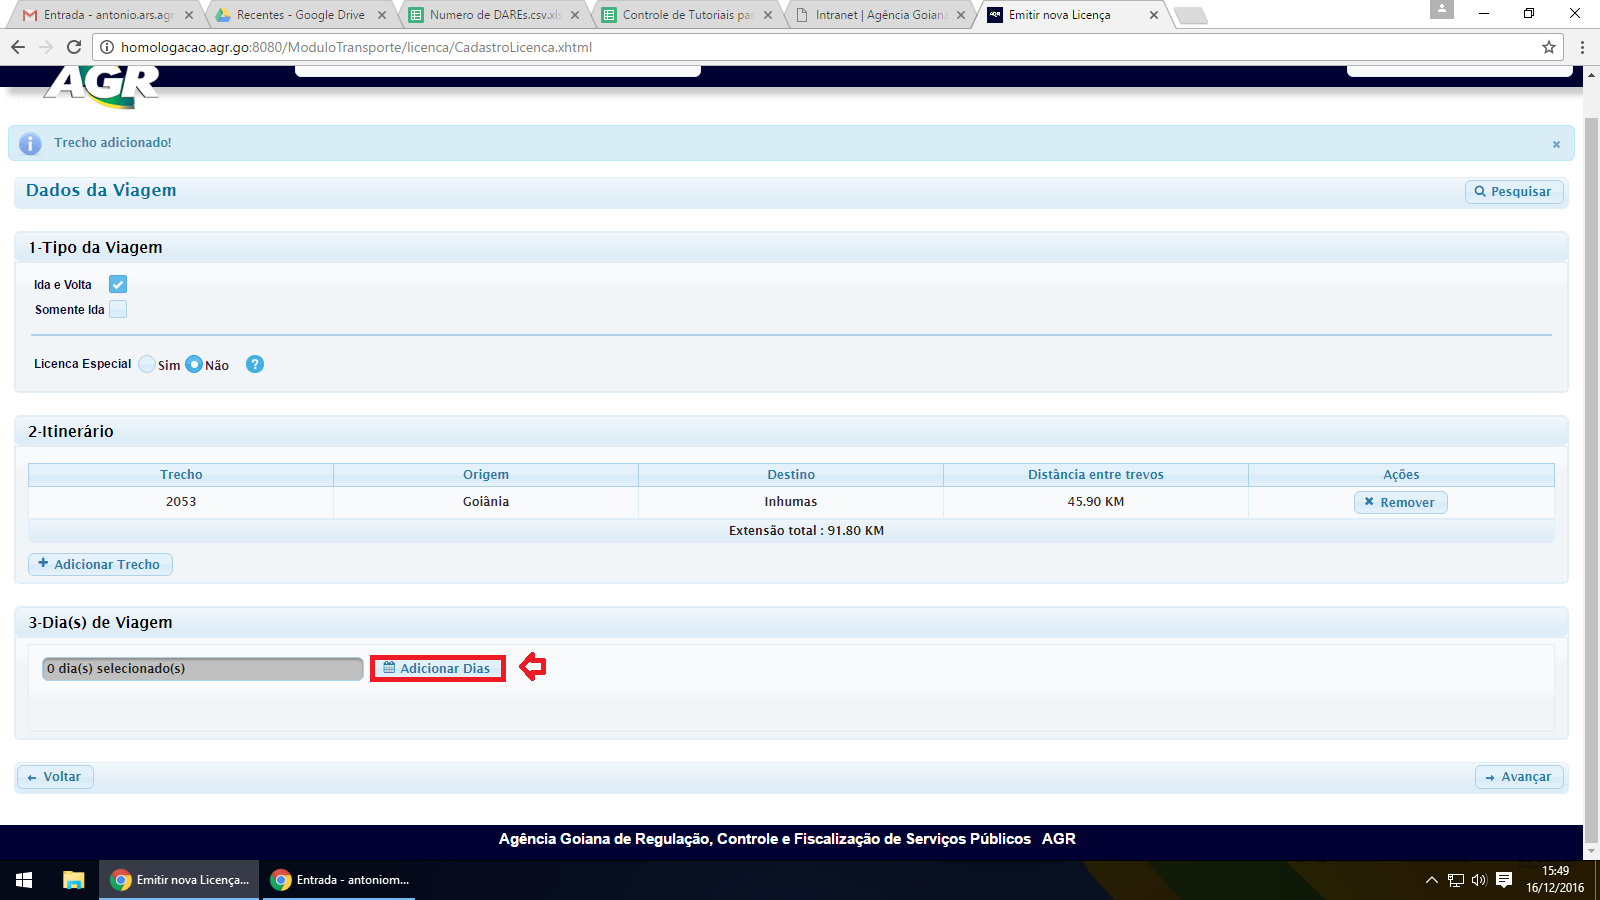 Entrada - antonio.ars.agr
Recentes - Google Drive
Numero de DAREs.csv.xls
Controle de Tutoriais par
Intranet | Agência Goiana
Emitir nova Licença
homologacao.agr.go:8080/ModuloTransporte/licenca/CadastroLicenca.xhtml
AGR
Trecho adicionado!
Dados da Viagem
Pesquisar
1-Tipo da Viagem
Ida e Volta
Somente Ida
Licenca Especial Sim Não ?
2-Itinerário
Trecho Origem Destino Distância entre trevos Ações
2053 Goiânia Inhumas 45.90 KM Remover
Extensão total : 91.80 KM
Adicionar Trecho
3-Dia(s) de Viagem
0 dia(s) selecionado(s) Adicionar Dias
Voltar Avançar
Agência Goiana de Regulação, Controle e Fiscalização de Serviços Públicos AGR
Emitir nova Licença...
Entrada - antoniom...
15:49
16/12/2016